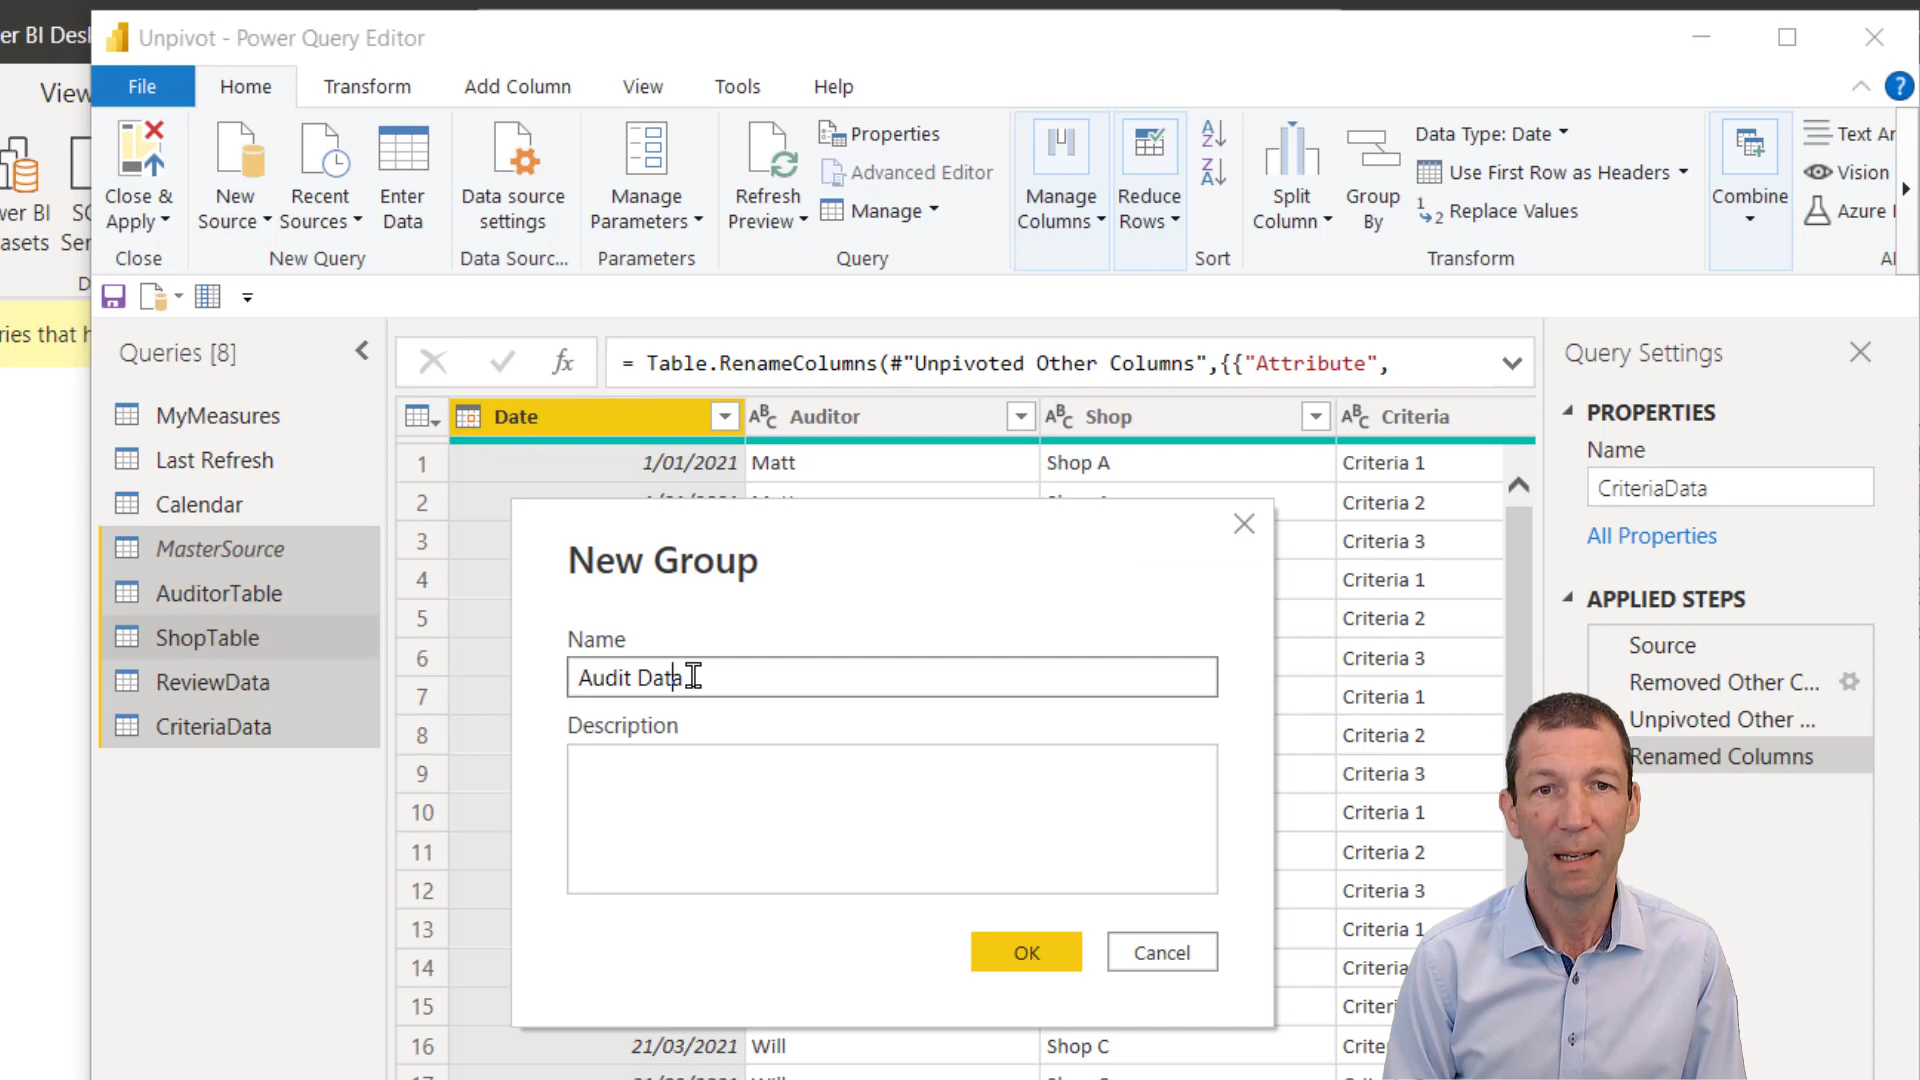 er BI Desk
Unpivot - Power Query Editor
View
File
Home
Transform
Add Column
View
Tools
Help
Close &
Apply
New
Source
Recent
Sources
Enter
Data
Data source
settings
Manage
Parameters
Refresh
Preview
Properties
Advanced Editor
Manage
Manage
Columns
Reduce
Rows
Split
Column
Group
By
Data Type: Date
Use First Row as Headers
Replace Values
Combine
Text An
Vision
Azure
er BI
asets
Close
New Query
Data Sourc...
Parameters
Query
Sort
Transform
ries that h
Queries [8]
= Table.RenameColumns(#"Unpivoted Other Columns",{{"Attribute",
MyMeasures
Last Refresh
Calendar
MasterSource
AuditorTable
ShopTable
ReviewData
CriteriaData
Date
Auditor
Shop
Criteria
1 1/01/2021 Matt Shop A Criteria 1
2 Criteria 2
3 Criteria 3
4 Criteria 1
5 Criteria 2
6 Criteria 3
7 Criteria 1
8 Criteria 2
9 Criteria 3
10 Criteria 1
11 Criteria 2
12 Criteria 3
13 Criteria 1
14 Criteria
15 Criteria
16 21/03/2021 Will Shop C Crite
New Group
Name
Audit Data
Description
OK
Cancel
Query Settings
PROPERTIES
Name
CriteriaData
All Properties
APPLIED STEPS
Source
Removed Other C...
Unpivoted Other ...
Renamed Columns